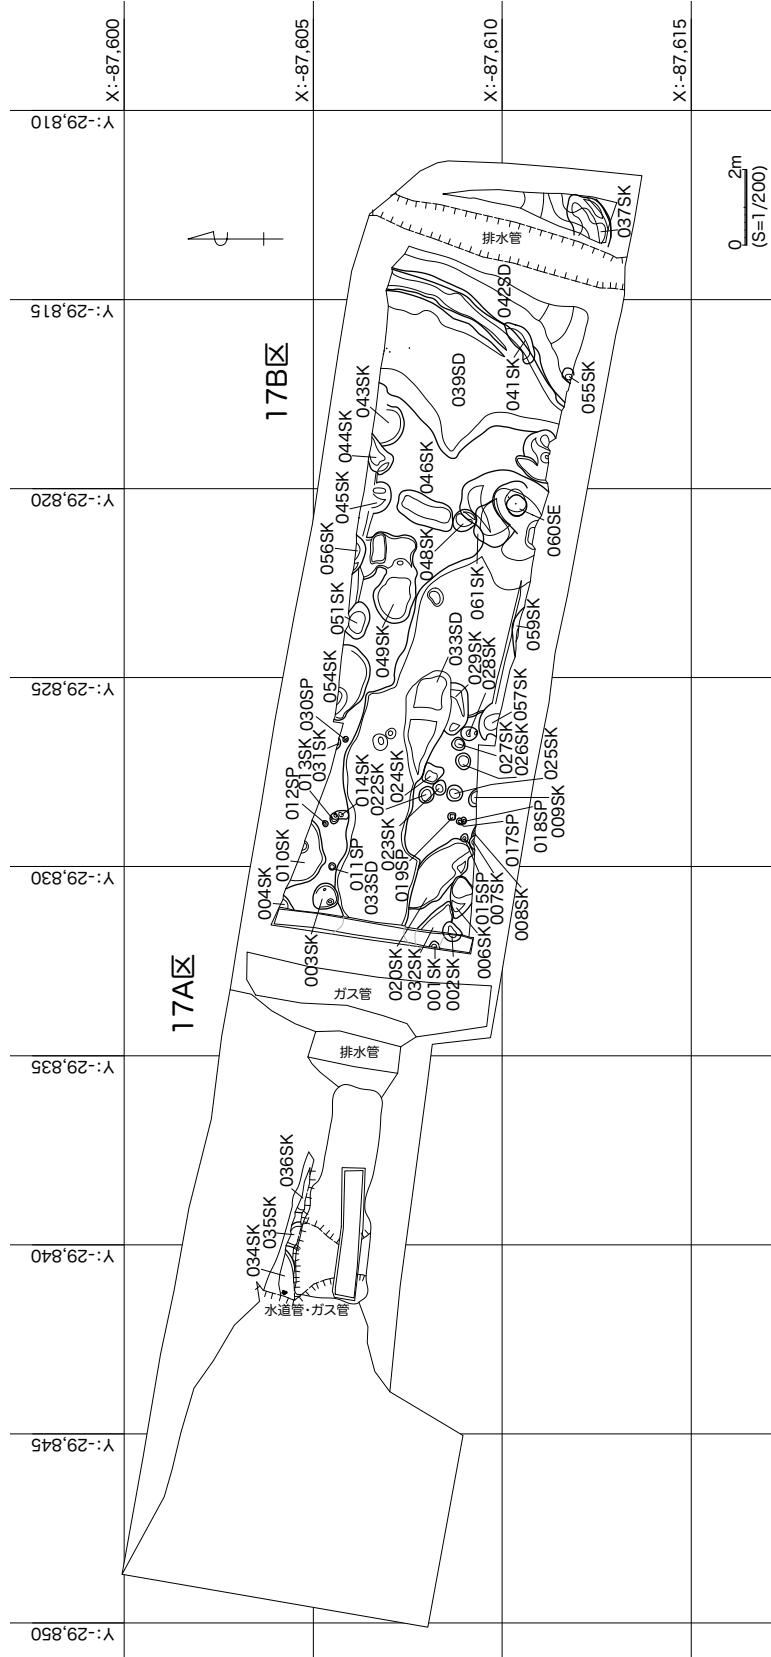 X:-87,600
X:-87,605
X:-87,610
X:-87,615
Y:-29,810
Y:-29,815
Y:-29,820
Y:-29,825
Y:-29,830
Y:-29,835
Y:-29,840
Y:-29,845
Y:-29,850
0 2m
(S=1/200)
17B区
17A区
排水管
037SK
042SD
039SD
041SK
055SK
043SK
044SK
045SK
046SK
056SK
048SK
060SE
051SK
061SK
049SK
059SK
033SD
029SK
028SK
054SK
057SK
030SP
027SK
026SK
031SK
013SK
012SP
025SK
014SK
022SK
024SK
023SK
010SK
019SP
017SP
018SP
009SK
011SP
033SD
004SK
015SP
007SK
008SK
003SK
020SK
032SK
001SK
002SK
006SK
ガス管
排水管
036SK
035SK
034SK
水道管・ガス管